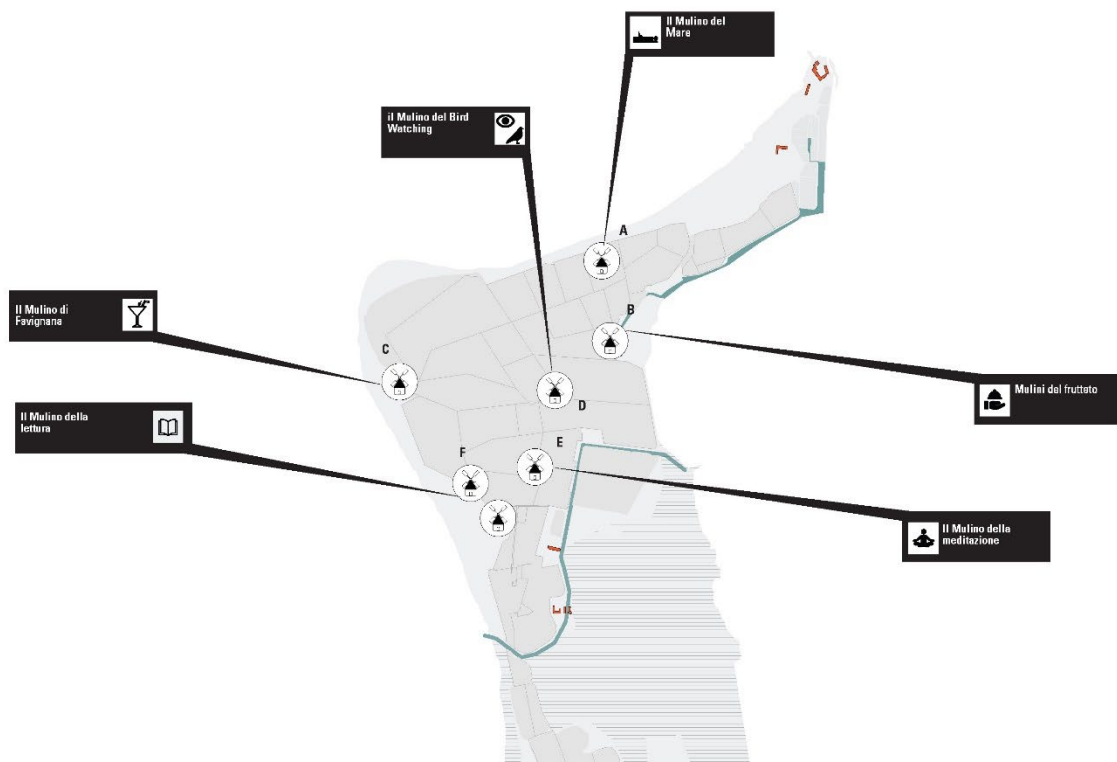 Il Mulino del
Mare
il Mulino del Bird
Watching
A
B
Il Mulino di
Favignana
C
D
Mulini del frutteto
Il Mulino della
lettura
E
F
Il Mulino della
meditazione